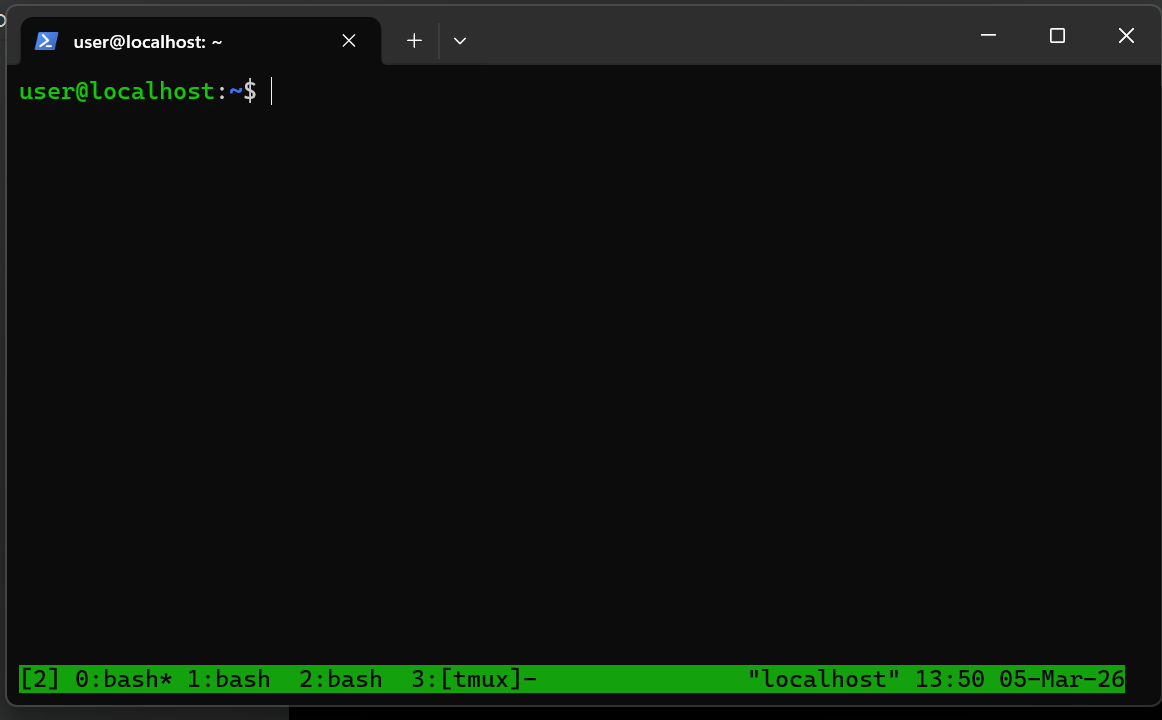 user@localhost: ~
user@localhost:~$
[2] 0:bash* 1:bash  2:bash  3:[tmux]- "localhost" 13:50 05-Mar-26